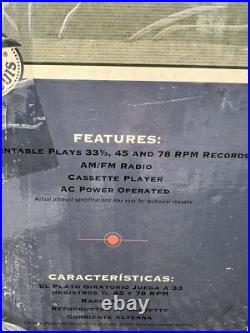 UIS
FEATURES:
NTABLE PLAYS 33⅓, 45 AND 78 RPM RECORDS
AM/FM RADIO
CASSETTE PLAYER
AC POWER OPERATED
Actual product specifications may vary for technical reasons.
CARACTERÍSTICAS:
EL PLATO GIRATORIO JUEGA A 33
REGISTROS ½, 45 Y 78 RPM
RADIO
REPRODUCTOR DE CASSETTE
CORRIENTE ALTERNA
Copyright